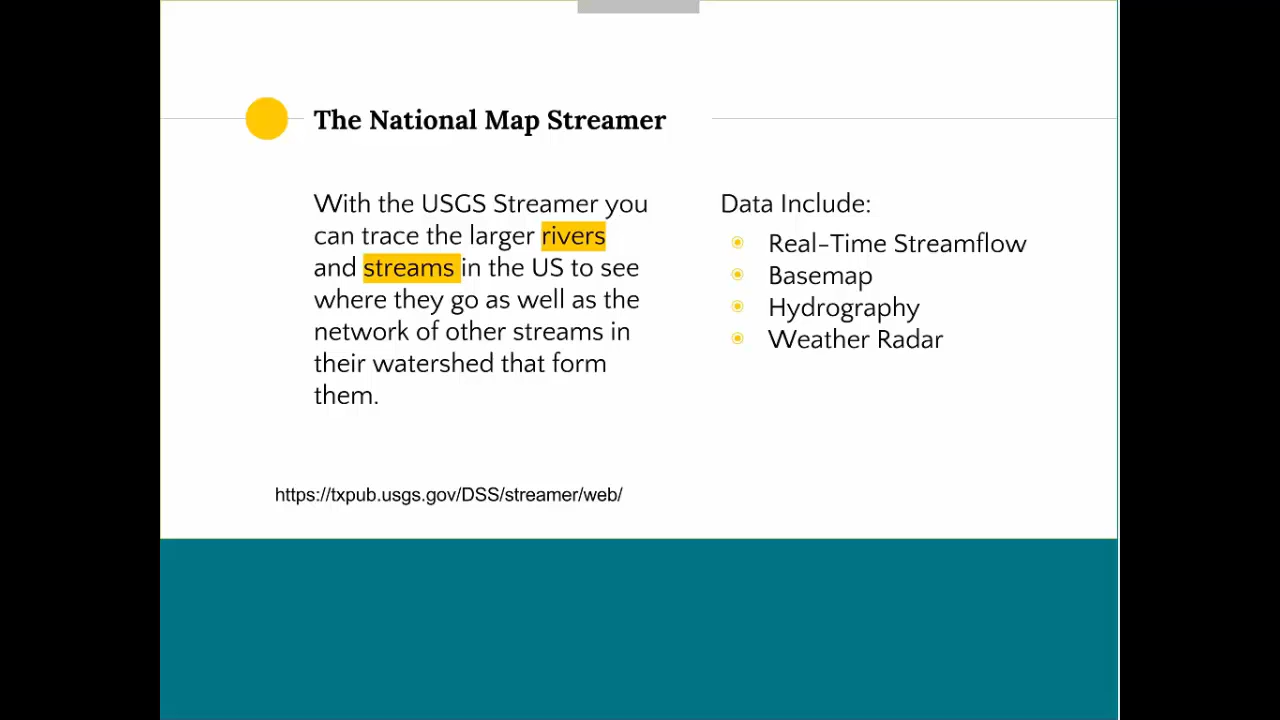 The National Map Streamer
With the USGS Streamer you
can trace the larger rivers
and streams in the US to see
where they go as well as the
network of other streams in
their watershed that form
them.
Data Include:
Real-Time Streamflow
Basemap
Hydrography
Weather Radar
https://txpub.usgs.gov/DSS/streamer/web/